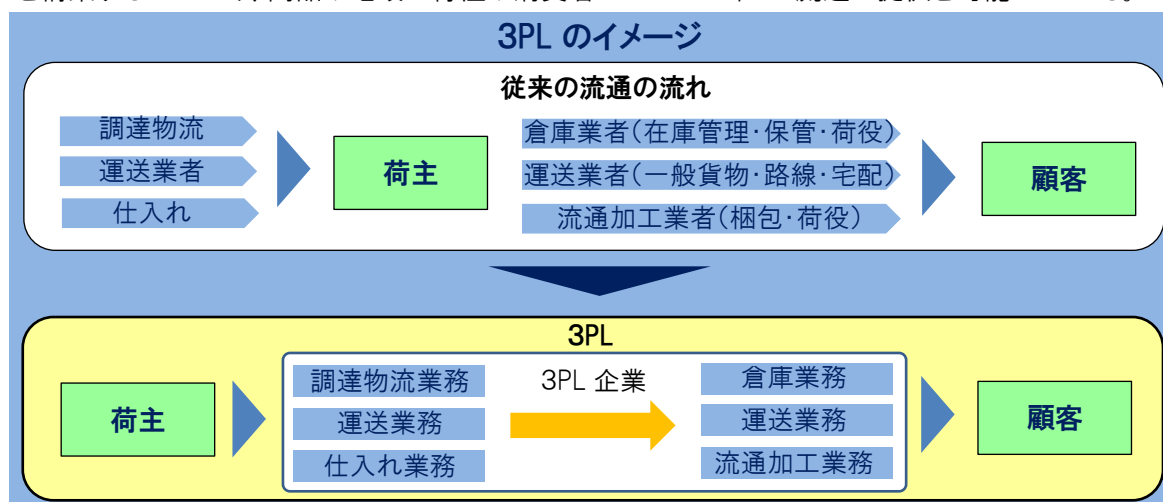 3PL のイメージ
従来の流通の流れ
調達物流
運送業者
仕入れ
荷主
倉庫業者(在庫管理・保管・荷役)
運送業者(一般貨物・路線・宅配)
流通加工業者(梱包・荷役)
顧客
3PL
荷主
調達物流業務
運送業務
仕入れ業務
3PL 企業
倉庫業務
運送業務
流通加工業務
顧客